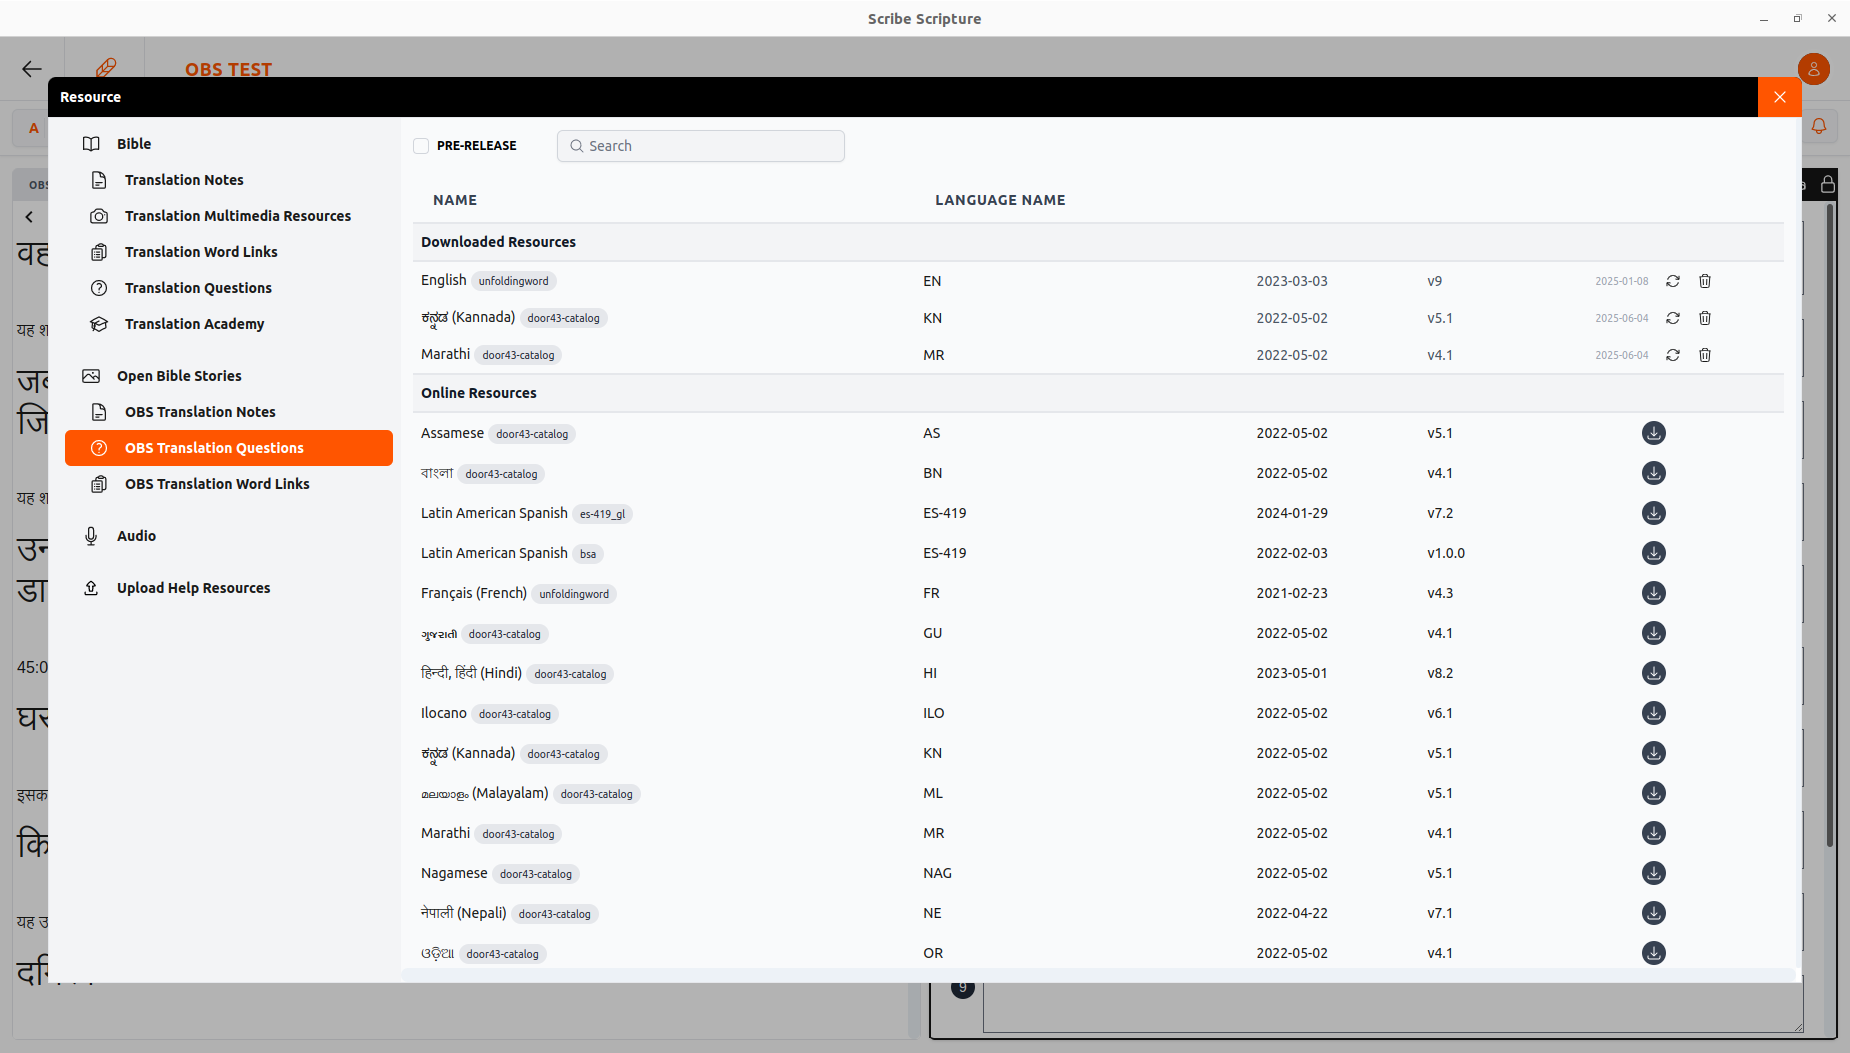 Scribe Scripture
OBS TEST
Resource
A
Bible
Translation Notes
Translation Multimedia Resources
Translation Word Links
Translation Questions
Translation Academy
Open Bible Stories
OBS Translation Notes
OBS Translation Questions
OBS Translation Word Links
Audio
Upload Help Resources
PRE-RELEASE
Search
NAME LANGUAGE NAME
Downloaded Resources
English unfoldingword EN 2023-03-03 v9 2025-01-08
ಕನ್ನಡ (Kannada) door43-catalog KN 2022-05-02 v5.1 2025-06-04
Marathi door43-catalog MR 2022-05-02 v4.1 2025-06-04
Online Resources
Assamese door43-catalog AS 2022-05-02 v5.1
বাংলা door43-catalog BN 2022-05-02 v4.1
Latin American Spanish es-419_gl ES-419 2024-01-29 v7.2
Latin American Spanish bsa ES-419 2022-02-03 v1.0.0
Français (French) unfoldingword FR 2021-02-23 v4.3
ગુજરાતી door43-catalog GU 2022-05-02 v4.1
हिन्दी, हिंदी (Hindi) door43-catalog HI 2023-05-01 v8.2
Ilocano door43-catalog ILO 2022-05-02 v6.1
ಕನ್ನಡ (Kannada) door43-catalog KN 2022-05-02 v5.1
മലയാളം (Malayalam) door43-catalog ML 2022-05-02 v5.1
Marathi door43-catalog MR 2022-05-02 v4.1
Nagamese door43-catalog NAG 2022-05-02 v5.1
नेपाली (Nepali) door43-catalog NE 2022-04-22 v7.1
ଓଡ଼ିଆ door43-catalog OR 2022-05-02 v4.1
OBS
यह
यह
45:0
यह
9